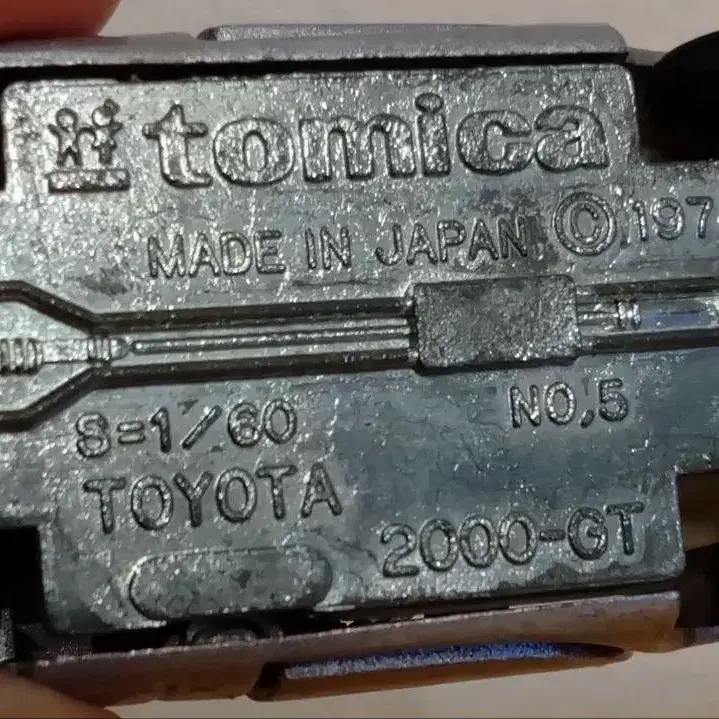 tomica
MADE IN JAPAN © 197
S=1/60
NO,5
TOYOTA
2000-GT